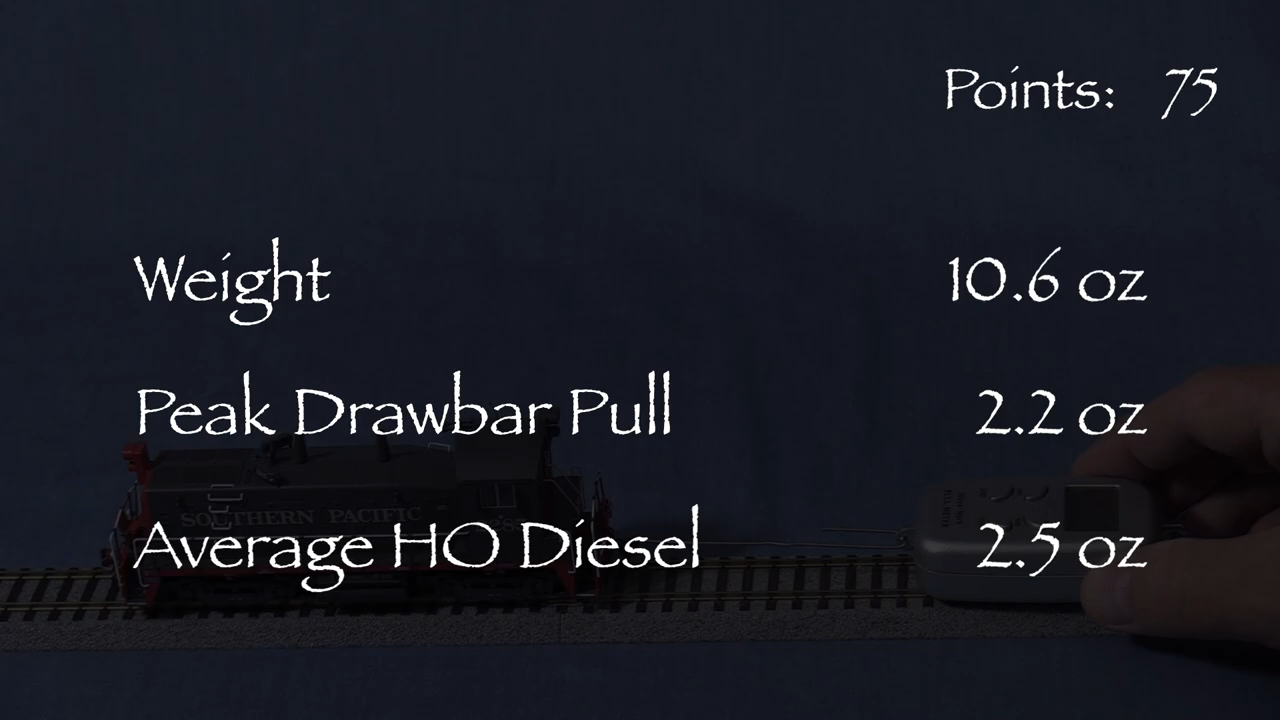 Points: 75
Weight 10.6 oz
Peak Drawbar Pull 2.2 oz
SOUTHERN PACIFIC
Average HO Diesel 2.5 oz